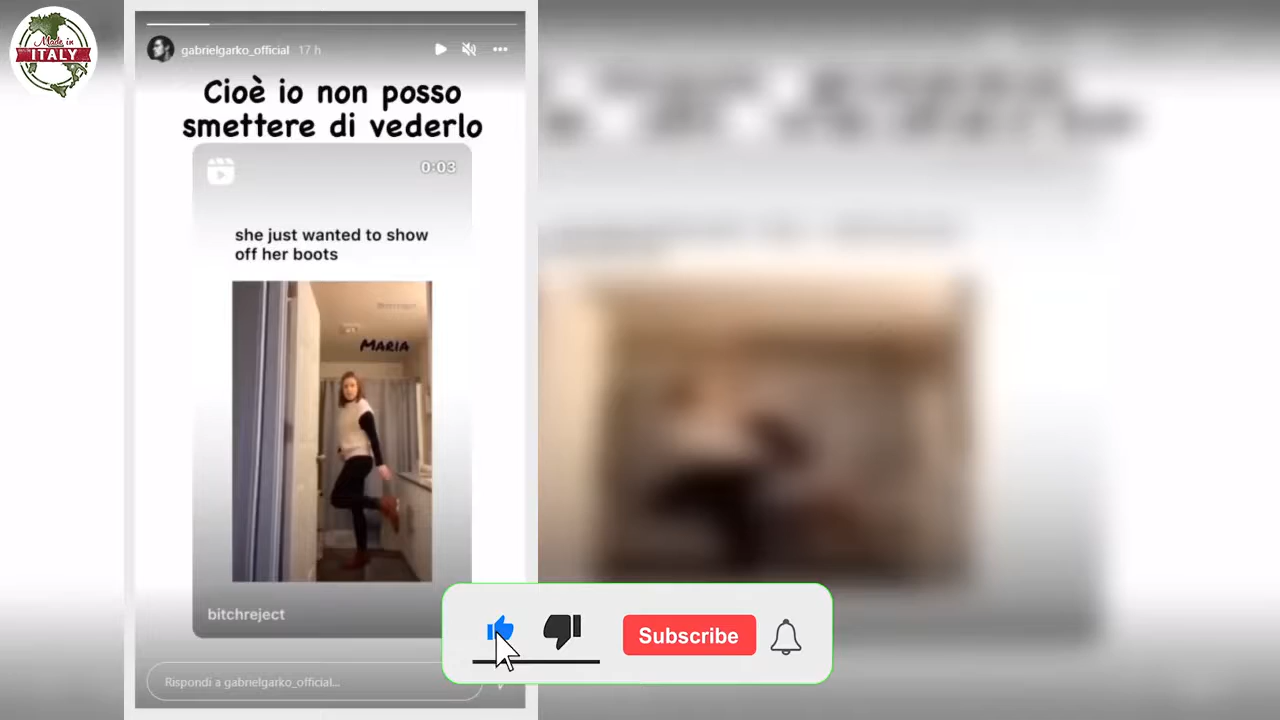 Made in
ITALY
gabrielgarko_official 17 h
Cioè io non posso
smettere di vederlo
0:03
she just wanted to show
off her boots
MARIA
bitchreject
Subscribe
Rispondi a gabrielgarko_official...